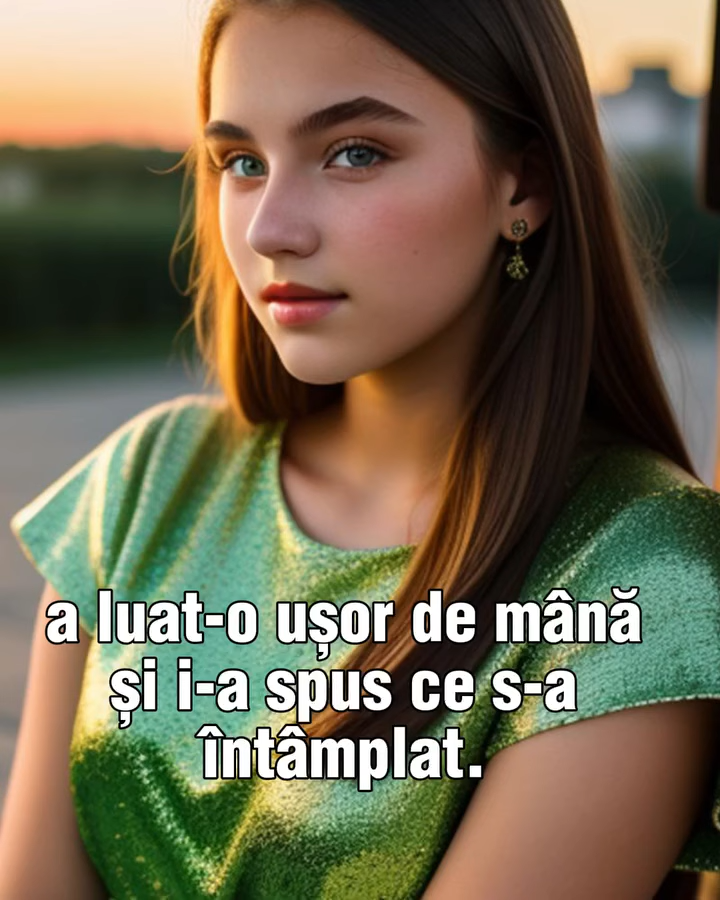 a luat-o ușor de mână
și i-a spus ce s-a
întâmplat.